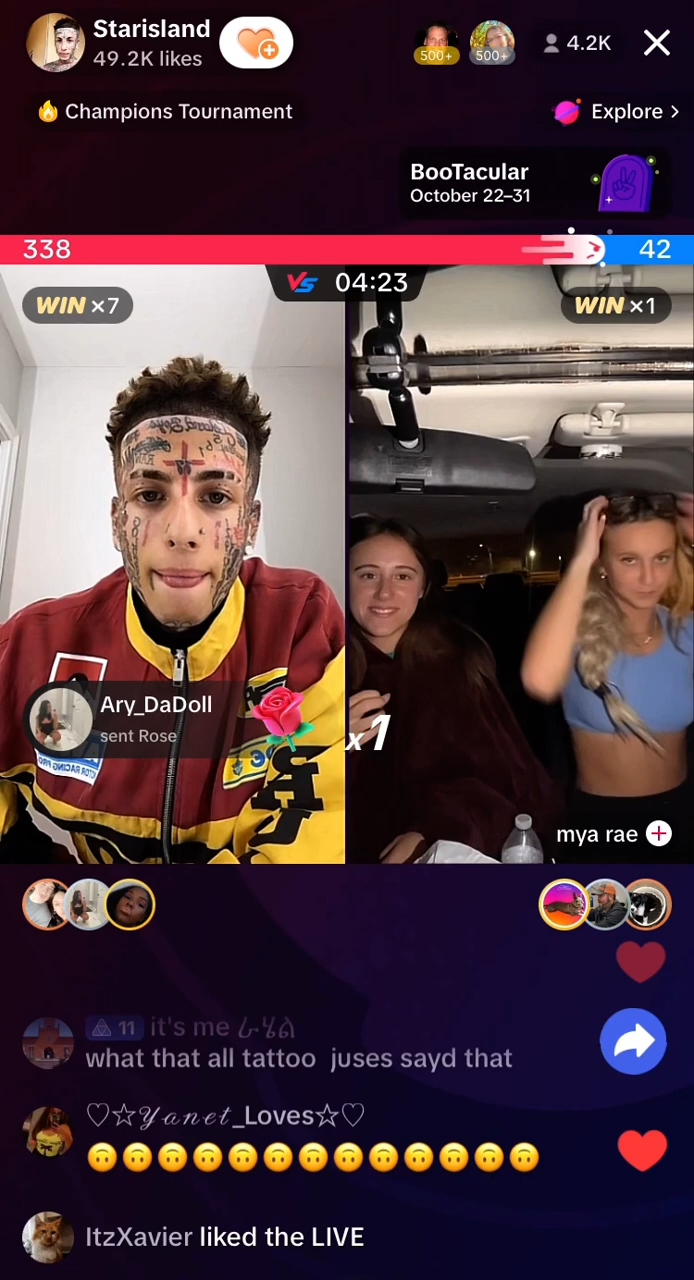 Starisland
49.2K likes
500+
500+
4.2K
🔥 Champions Tournament
Explore >
BooTacular
October 22–31
338
42
VS 04:23
WIN ×7
WIN ×1
Ary_DaDoll
sent Rose
x1
mya rae
11 it's me ራሄል
what that all tattoo juses sayd that
♡☆𝓨𝓪𝓷𝓮𝓽_Loves☆♡
🙃🙃🙃🙃🙃🙃🙃🙃🙃🙃🙃🙃🙃
ItzXavier liked the LIVE